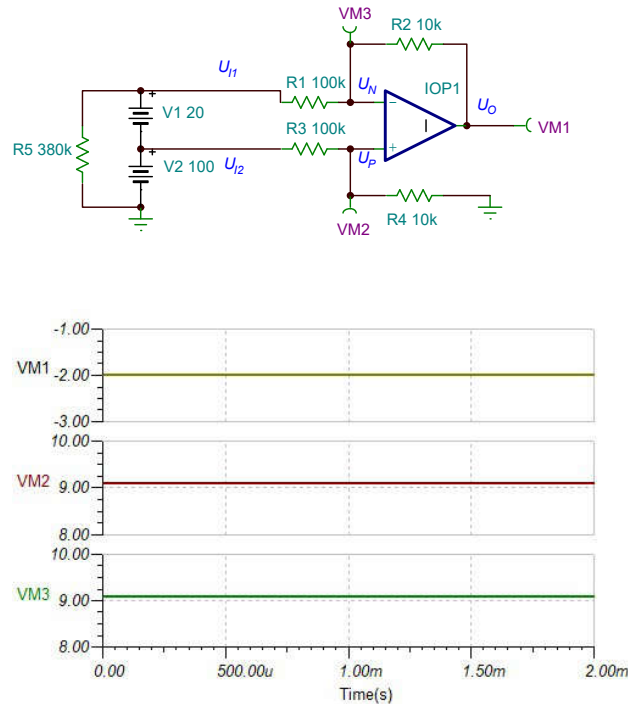 VM3
R2 10k
U_I1
R1 100k
U_N
IOP1
U_O
VM1
+
V1 20
R5 380k
R3 100k
U_P
-
+
I
+
V2 100
U_I2
R4 10k
VM2
-1.00
VM1
-2.00
-3.00
10.00
VM2
9.00
8.00
10.00
VM3
9.00
8.00
0.00
500.00u
1.00m
1.50m
2.00m
Time(s)